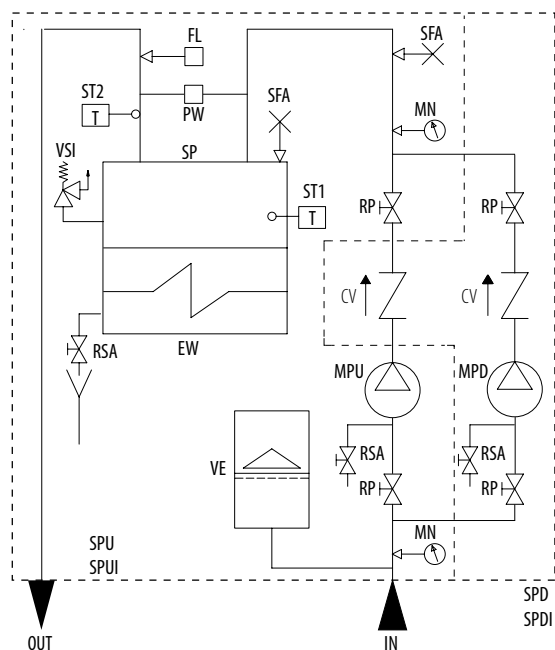 FL
SFA
ST2
T
PW
SFA
MN
VSI
SP
RP
RP
ST1
T
CV
CV
RSA
EW
MPU
MPD
VE
RSA
RSA
RP
RP
MN
SPU
SPUI
SPD
SPDI
OUT
IN